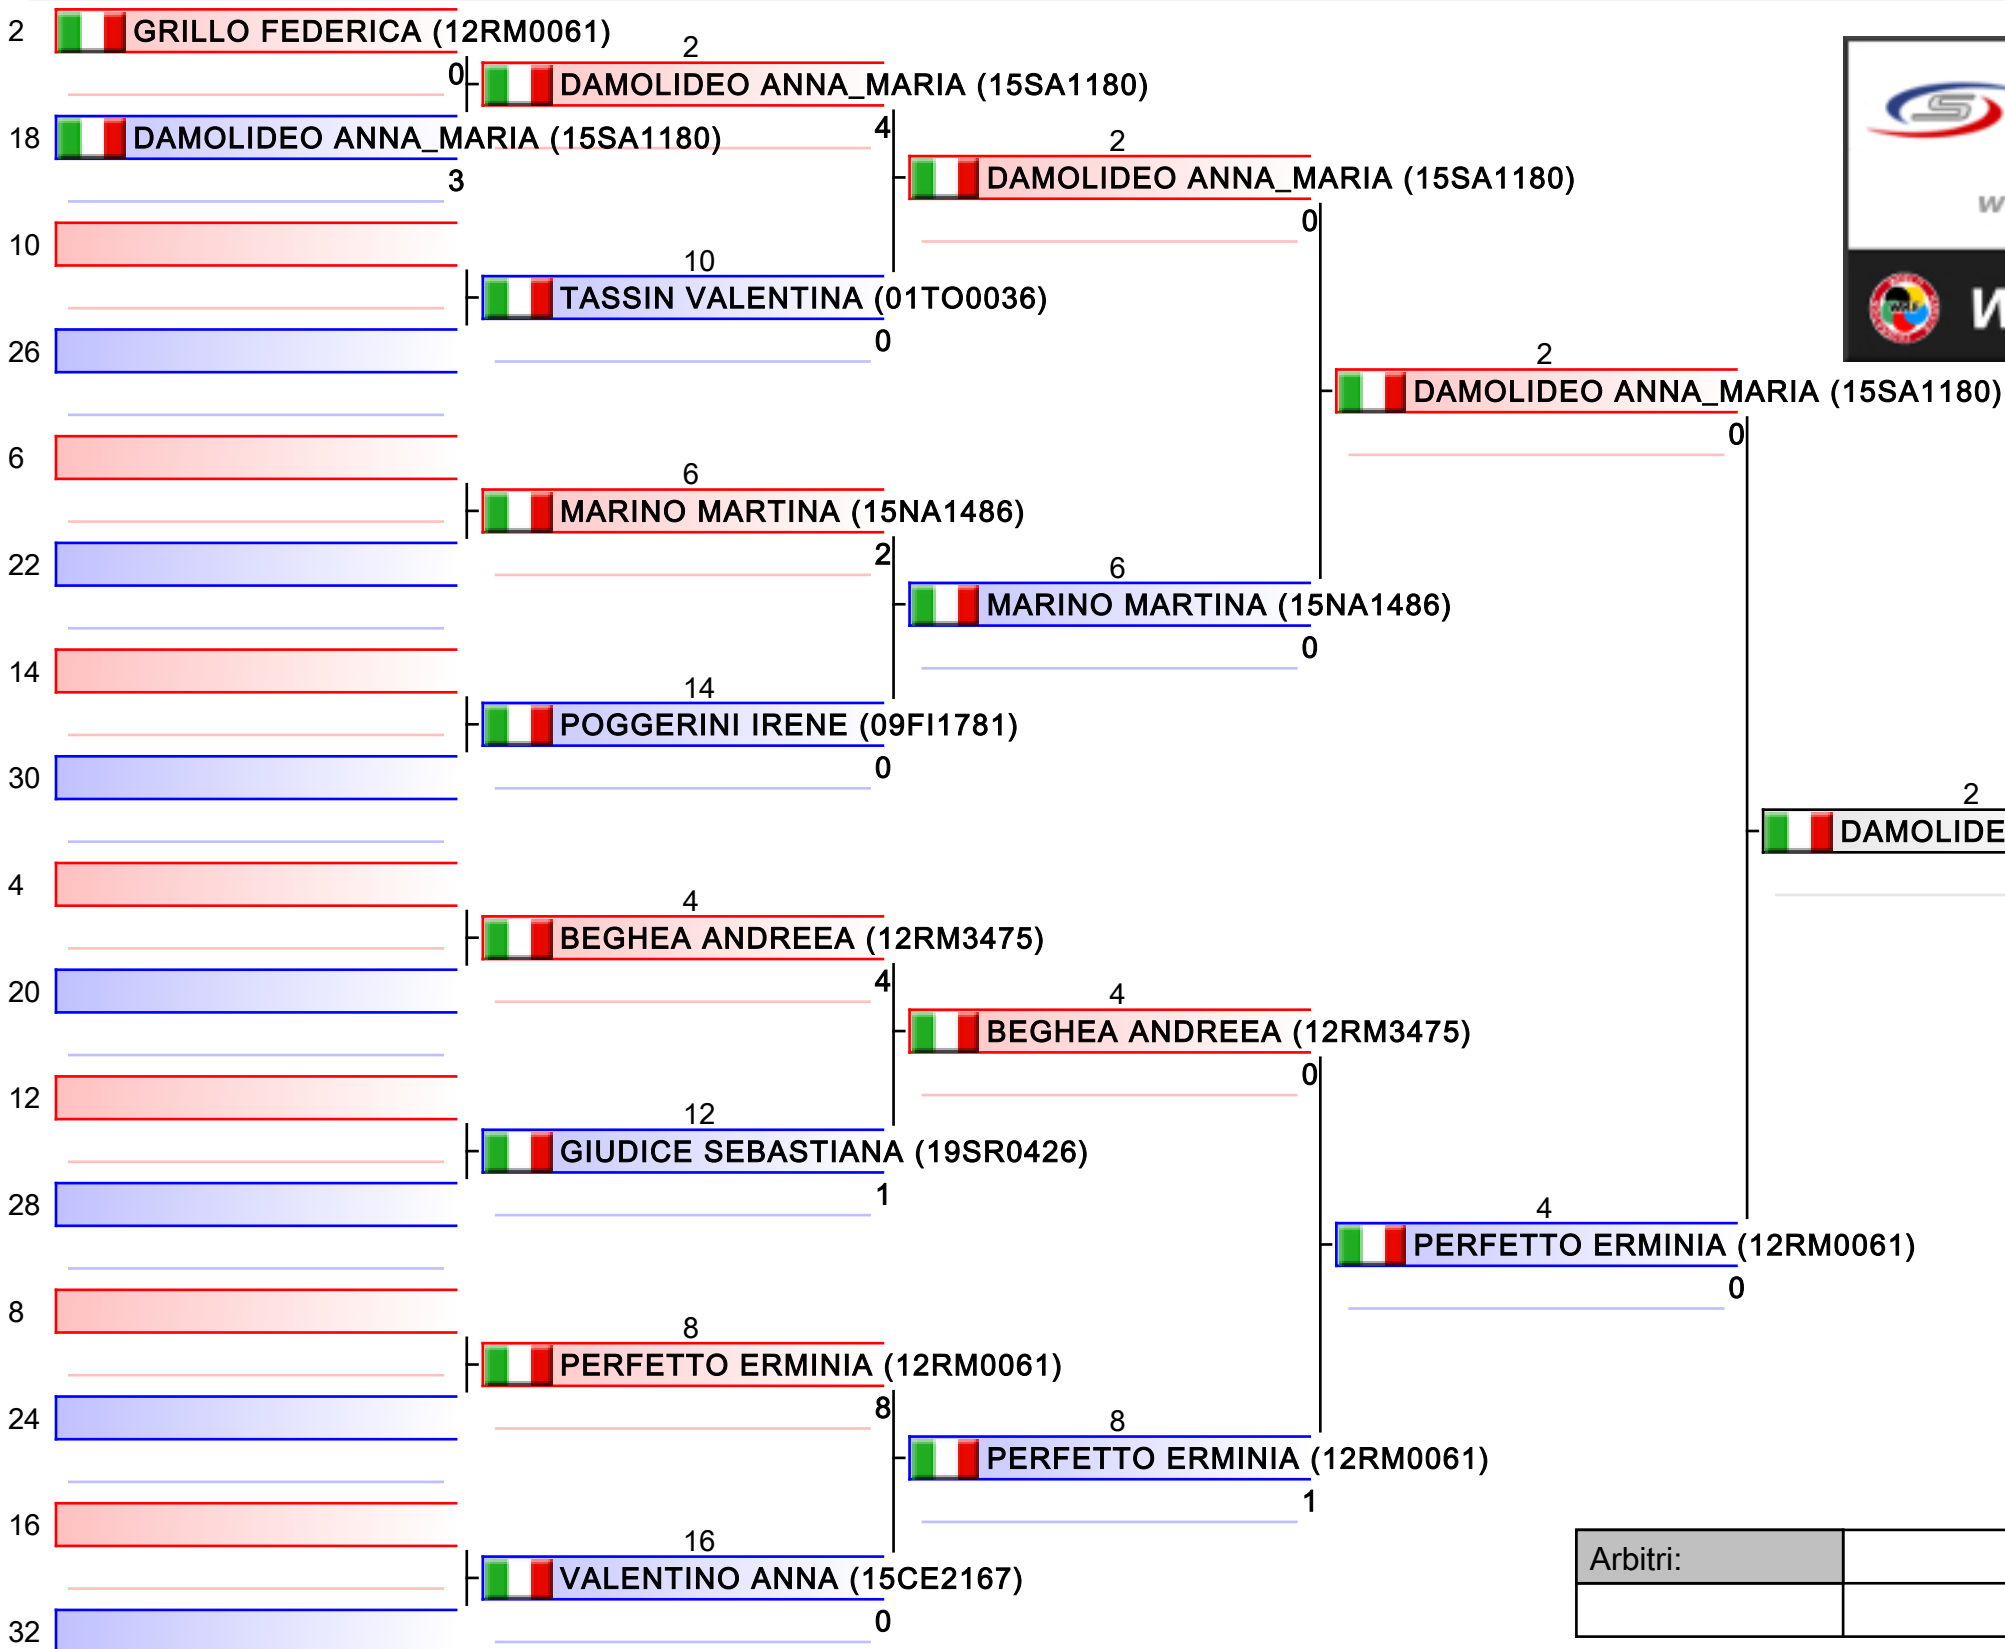 2 GRILLO FEDERICA (12RM0061)
0
2
DAMOLIDEO ANNA_MARIA (15SA1180)
18 DAMOLIDEO ANNA_MARIA (15SA1180)
3
4
2
DAMOLIDEO ANNA_MARIA (15SA1180)
0
10
10
TASSIN VALENTINA (01TO0036)
0
26
2
DAMOLIDEO ANNA_MARIA (15SA1180)
0
6
6
MARINO MARTINA (15NA1486)
2
22
6
MARINO MARTINA (15NA1486)
0
14
14
POGGERINI IRENE (09FI1781)
0
30
2
DAMOLIDE
4
4
BEGHEA ANDREEA (12RM3475)
4
20
4
BEGHEA ANDREEA (12RM3475)
0
12
12
GIUDICE SEBASTIANA (19SR0426)
1
28
4
PERFETTO ERMINIA (12RM0061)
0
8
8
PERFETTO ERMINIA (12RM0061)
8
24
8
PERFETTO ERMINIA (12RM0061)
1
16
16
VALENTINO ANNA (15CE2167)
0
32
Arbitri: